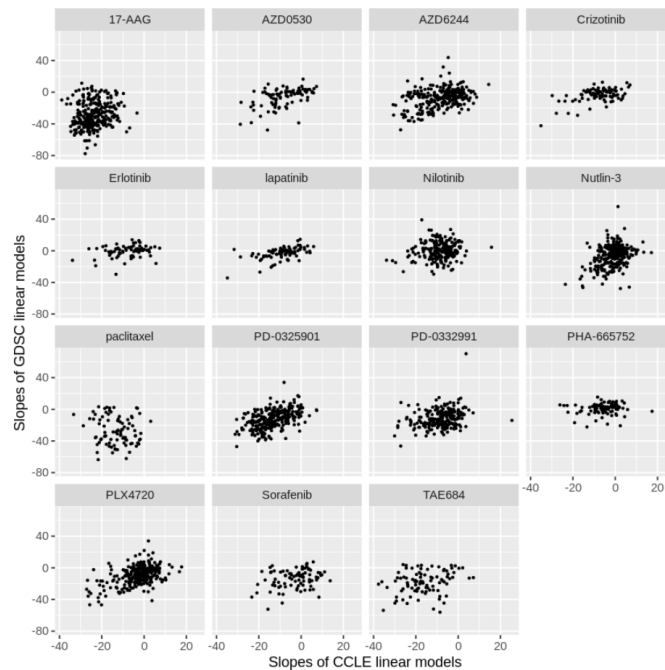 17-AAG AZD0530 AZD6244 Crizotinib
40
0
-40
-80
Erlotinib lapatinib Nilotinib Nutlin-3
40
0
-40
-80
paclitaxel PD-0325901 PD-0332991 PHA-665752
40
0
-40
-80
-40 -20 0 20
PLX4720 Sorafenib TAE684
40
0
-40
-80
-40 -20 0 20 -40 -20 0 20 -40 -20 0 20
Slopes of CCLE linear models
Slopes of GDSC linear models